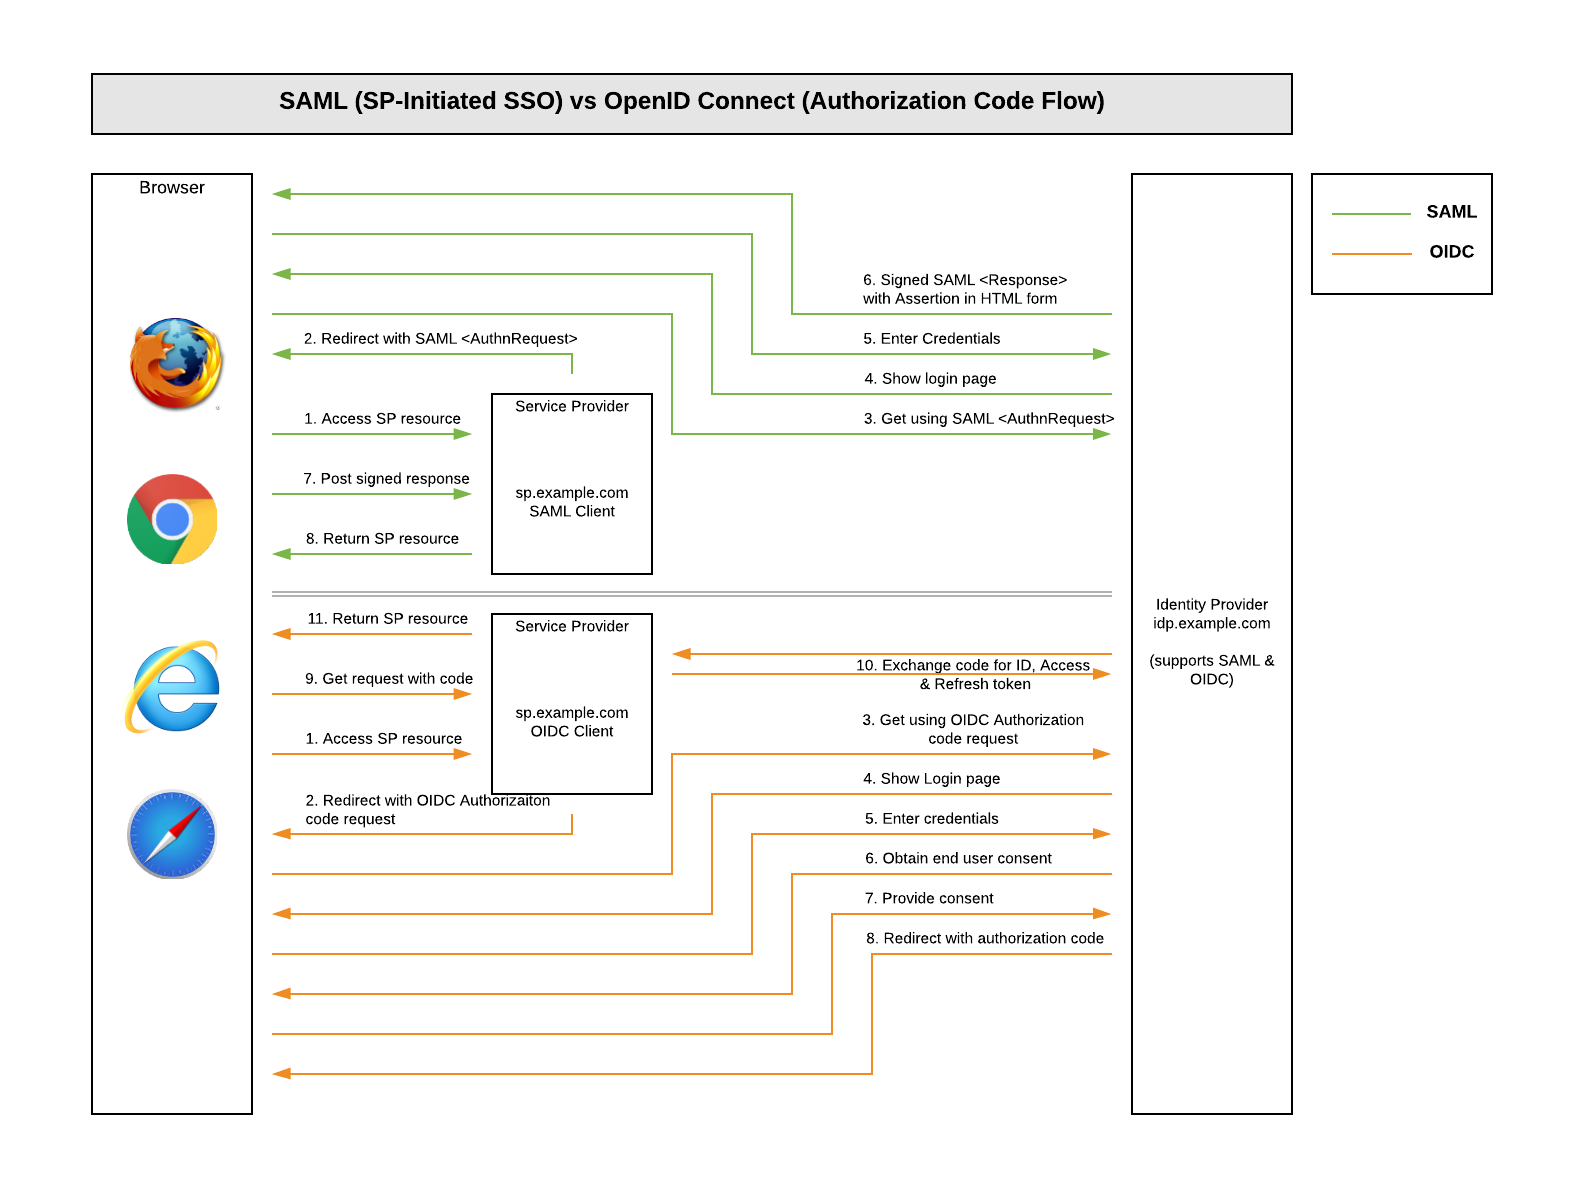 SAML (SP-Initiated SSO) vs OpenID Connect (Authorization Code Flow)
Browser
SAML
OIDC
6. Signed SAML <Response>
with Assertion in HTML form
2. Redirect with SAML <AuthnRequest>
5. Enter Credentials
4. Show login page
Service Provider
1. Access SP resource
3. Get using SAML <AuthnRequest>
7. Post signed response
sp.example.com
SAML Client
8. Return SP resource
Identity Provider
idp.example.com
(supports SAML &
OIDC)
11. Return SP resource
Service Provider
10. Exchange code for ID, Access
& Refresh token
9. Get request with code
sp.example.com
OIDC Client
3. Get using OIDC Authorization
code request
1. Access SP resource
4. Show Login page
2. Redirect with OIDC Authorizaiton
code request
5. Enter credentials
6. Obtain end user consent
7. Provide consent
8. Redirect with authorization code